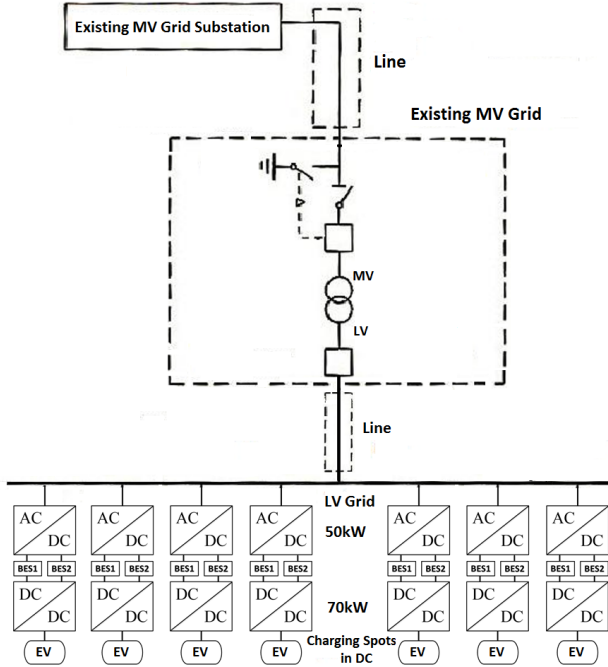 Existing MV Grid Substation
Line
Existing MV Grid
MV
LV
Line
LV Grid
AC DC AC DC AC DC AC DC 50kW AC DC AC DC AC DC
BES1 BES2 BES1 BES2 BES1 BES2 BES1 BES2 BES1 BES2 BES1 BES2 BES1 BES2
DC DC DC DC DC DC DC DC 70kW DC DC DC DC DC DC
EV EV EV EV Charging Spots EV EV EV
in DC